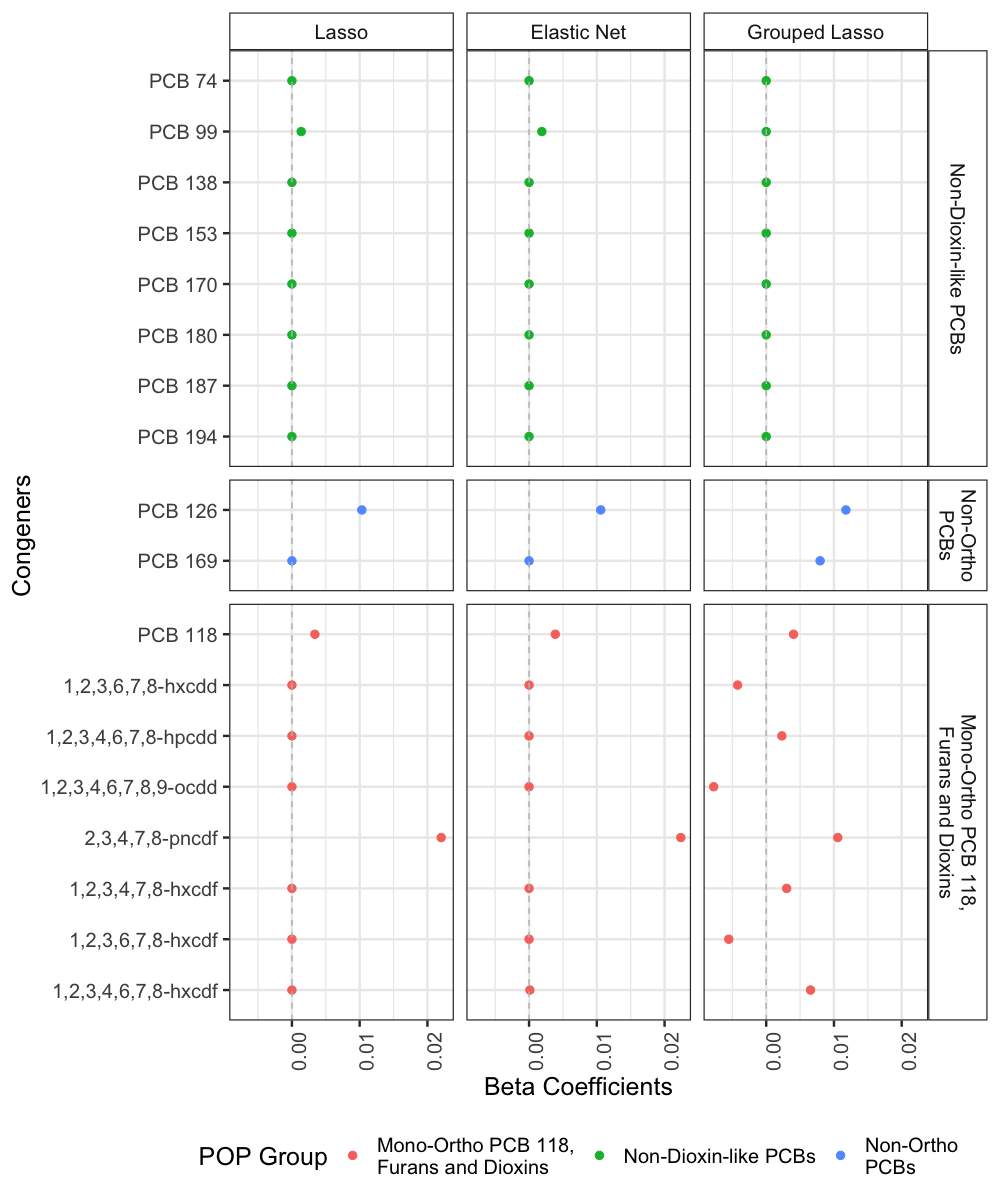 Lasso
Elastic Net
Grouped Lasso
PCB 74
PCB 99
PCB 138
PCB 153
PCB 170
PCB 180
PCB 187
PCB 194
Non-Dioxin-like PCBs
PCB 126
PCB 169
Non-Ortho
PCBs
PCB 118
1,2,3,6,7,8-hxcdd
1,2,3,4,6,7,8-hpcdd
1,2,3,4,6,7,8,9-ocdd
2,3,4,7,8-pncdf
1,2,3,4,7,8-hxcdf
1,2,3,6,7,8-hxcdf
1,2,3,4,6,7,8-hxcdf
Mono-Ortho PCB 118,
Furans and Dioxins
Congeners
0.00
0.01
0.02
0.00
0.01
0.02
0.00
0.01
0.02
Beta Coefficients
POP Group
Mono-Ortho PCB 118,
Furans and Dioxins
Non-Dioxin-like PCBs
Non-Ortho
PCBs